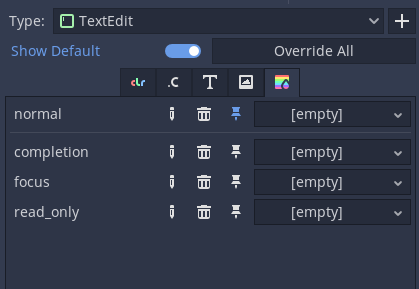 Type: TextEdit
Show Default Override All
clr .C T
normal [empty]
completion [empty]
focus [empty]
read_only [empty]